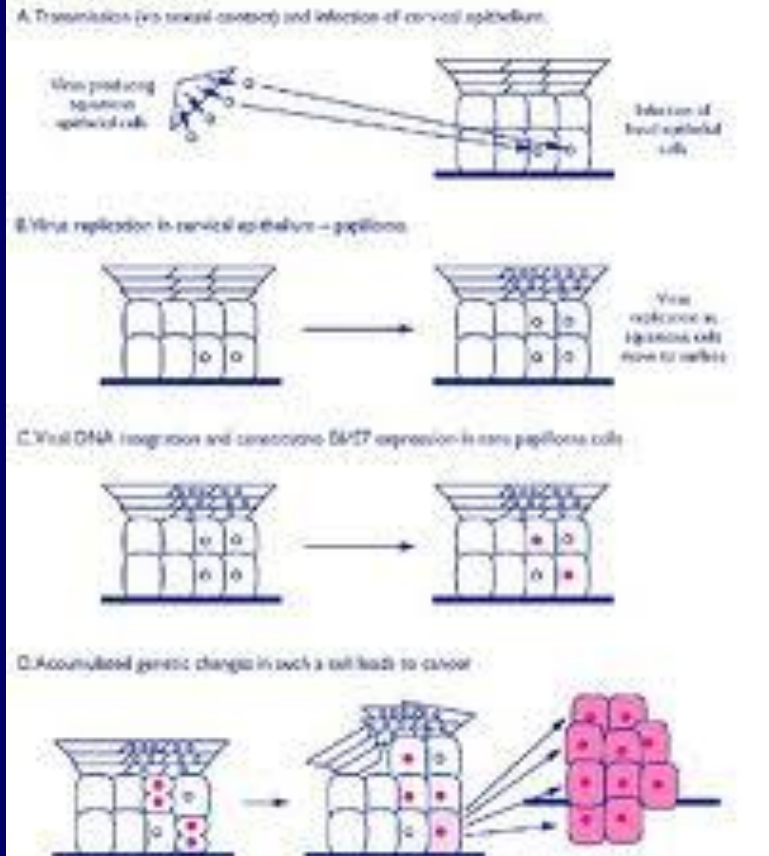 A. Transmission (via sexual contact) and infection of cervical epithelium.
Virus producing
squamous
epithelial cells
Infection of
basal epithelial
cells
B. Virus replication in cervical epithelium – papilloma.
Virus
replication as
squamous cells
move to surface
C. Viral DNA integration and constitutive E6/E7 expression in rare papilloma cells
D. Accumulated genetic changes in such a cell leads to cancer